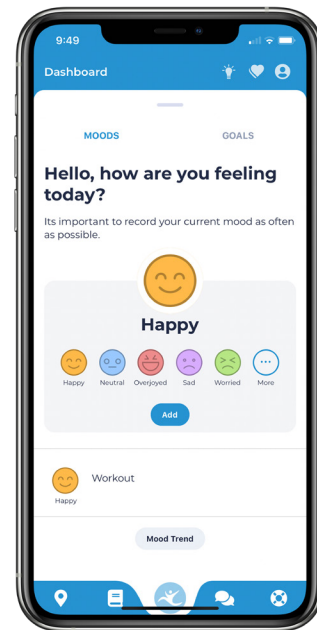 9:49
Dashboard
MOODS GOALS
Hello, how are you feeling
today?
Its important to record your current mood as often
as possible.
Happy
Happy Neutral Overjoyed Sad Worried More
Add
Workout
Happy
Mood Trend